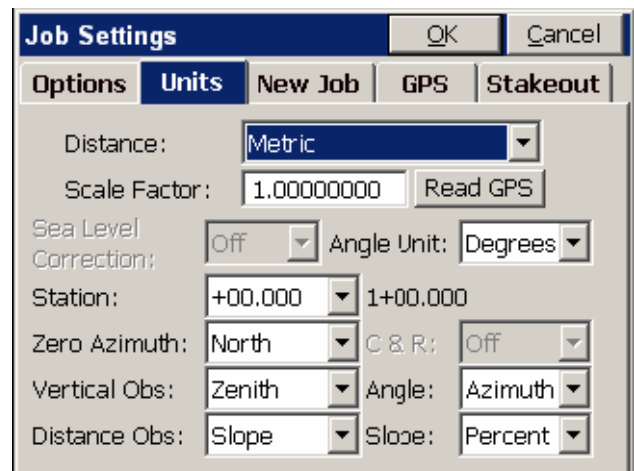 Job Settings OK Cancel
Options Units New Job GPS Stakeout
Distance: Metric
Scale Factor: 1.00000000 Read GPS
Sea Level
Correction: Off Angle Unit: Degrees
Station: +00.000 1+00.000
Zero Azimuth: North C & R: Off
Vertical Obs: Zenith Angle: Azimuth
Distance Obs: Slope Slope: Percent